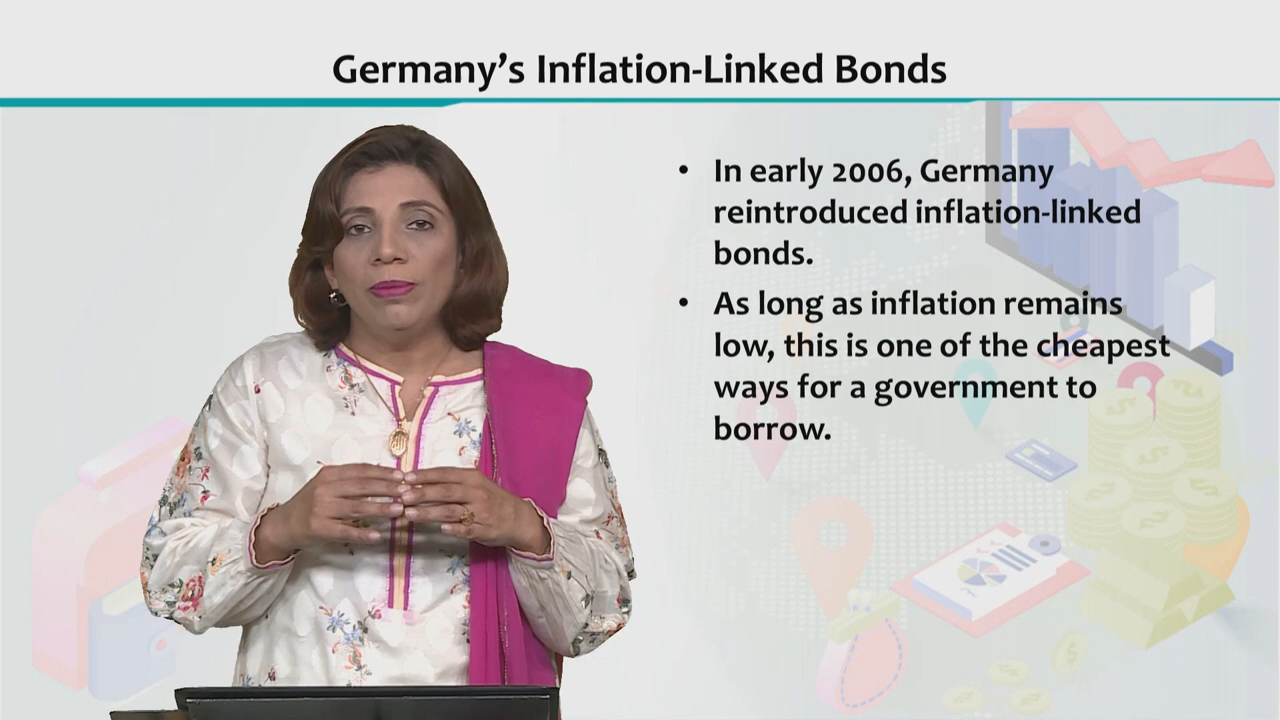 Germany’s Inflation-Linked Bonds
• In early 2006, Germany
reintroduced inflation-linked
bonds.
• As long as inflation remains
low, this is one of the cheapest
ways for a government to
borrow.